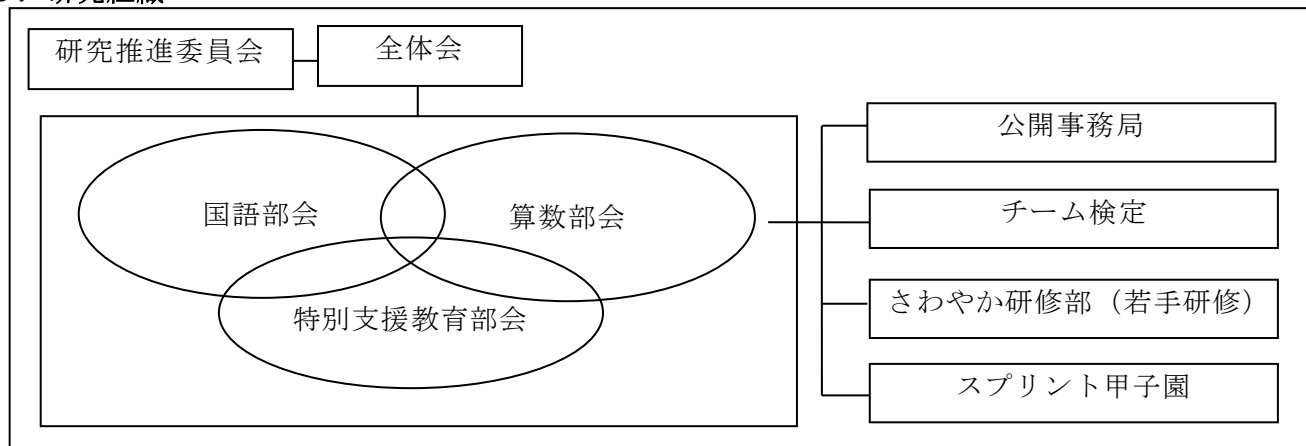 研究推進委員会
全体会
公開事務局
国語部会
算数部会
チーム検定
特別支援教育部会
さわやか研修部（若手研修）
スプリント甲子園